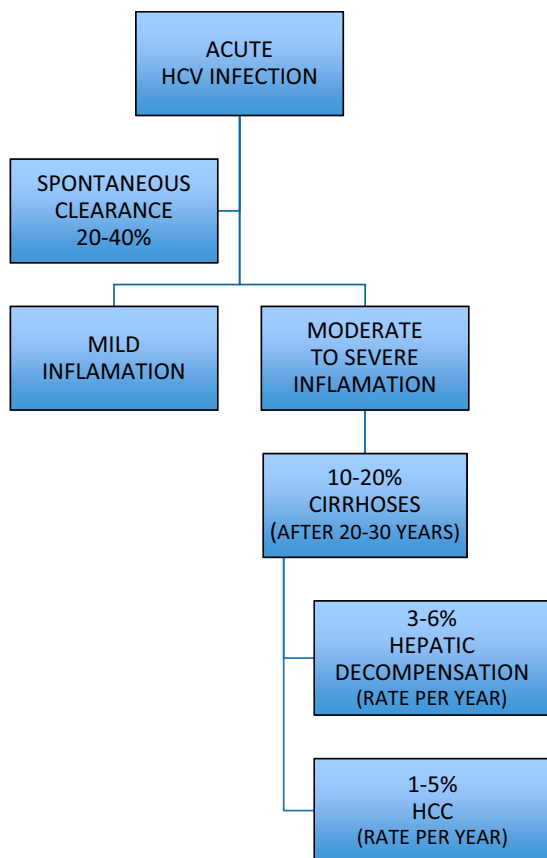 ACUTE
HCV INFECTION
SPONTANEOUS
CLEARANCE
20-40%
MILD
INFLAMATION
MODERATE
TO SEVERE
INFLAMATION
10-20%
CIRRHOSES
(AFTER 20-30 YEARS)
3-6%
HEPATIC
DECOMPENSATION
(RATE PER YEAR)
1-5%
HCC
(RATE PER YEAR)